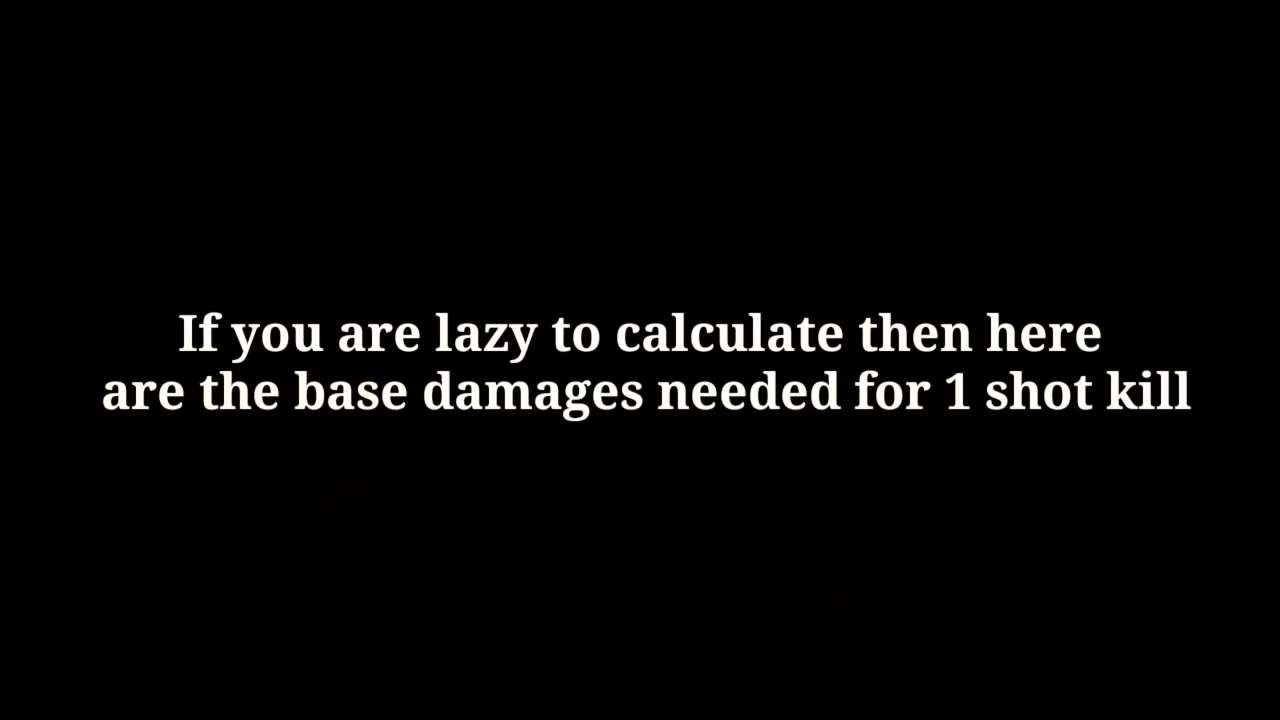 If you are lazy to calculate then here
are the base damages needed for 1 shot kill